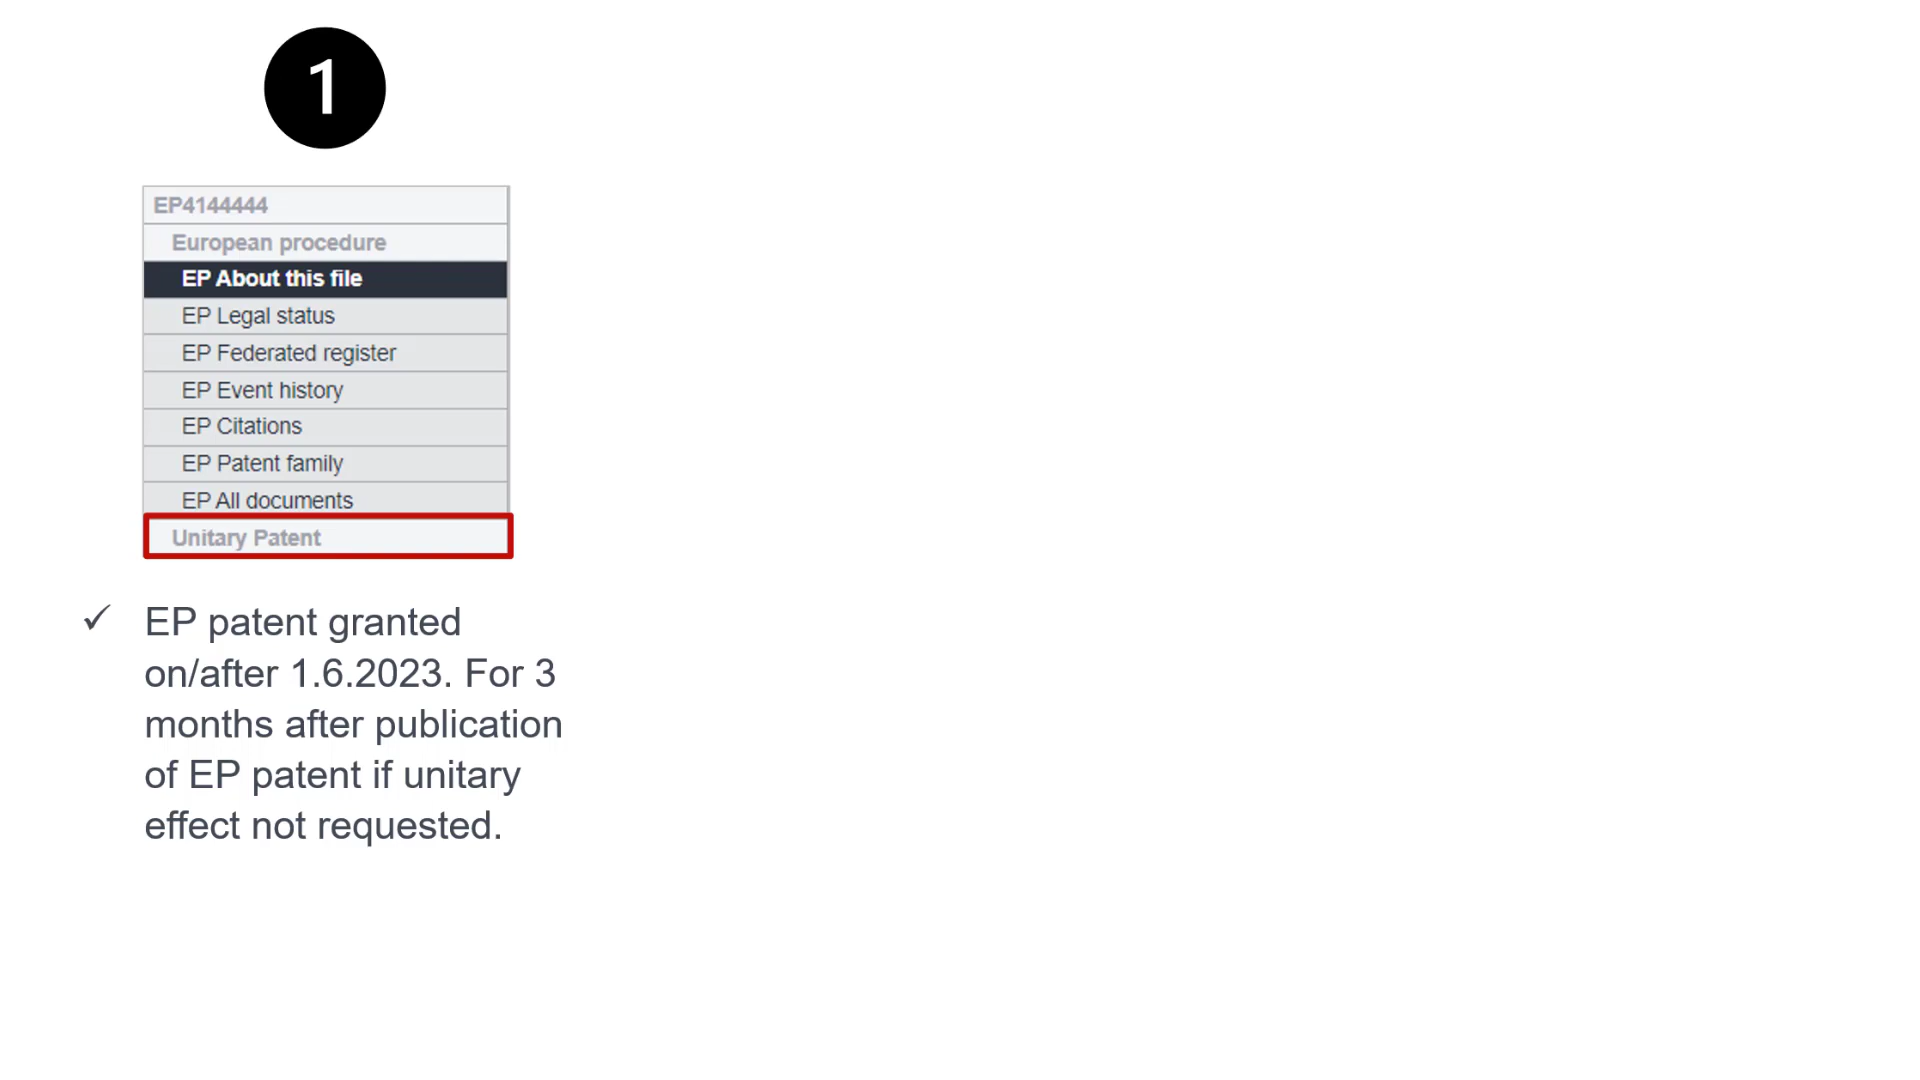 1
EP4144444
European procedure
EP About this file
EP Legal status
EP Federated register
EP Event history
EP Citations
EP Patent family
EP All documents
Unitary Patent
✓ EP patent granted
on/after 1.6.2023. For 3
months after publication
of EP patent if unitary
effect not requested.